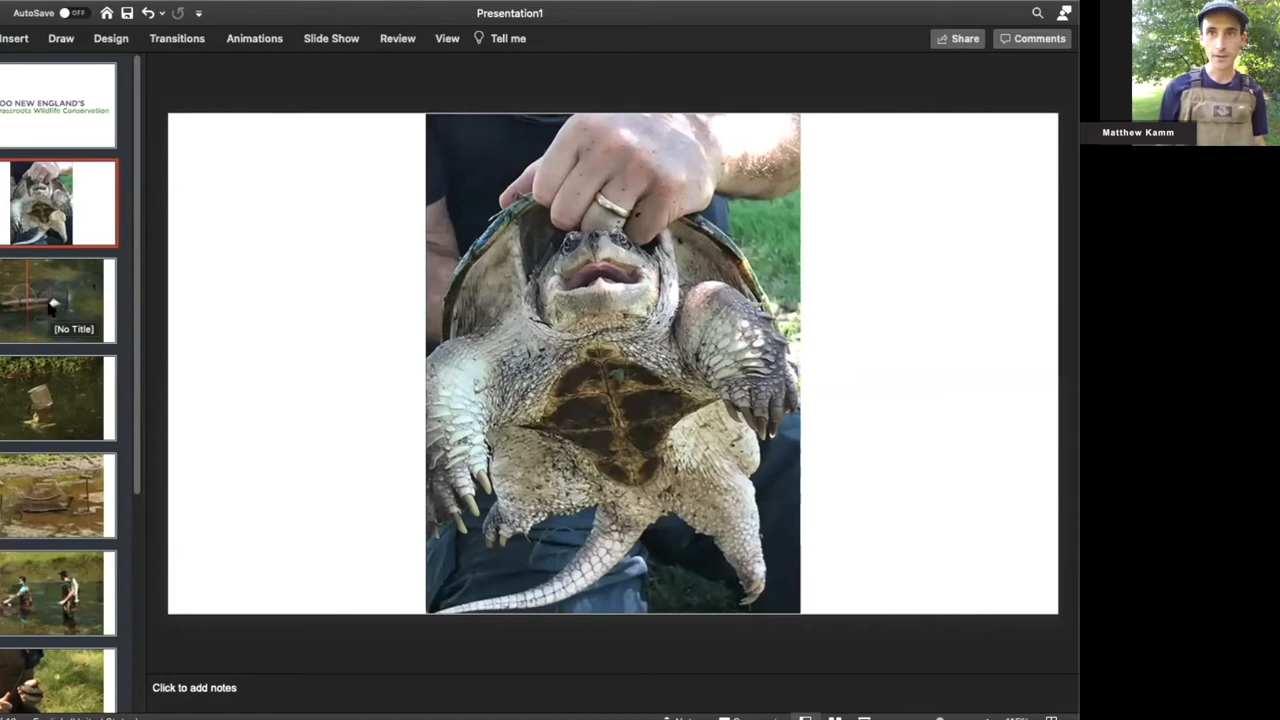 AutoSave OFF
Presentation1
Insert Draw Design Transitions Animations Slide Show Review View Tell me
Share Comments
OO NEW ENGLAND'S
rassroots Wildlife Conservation
[No Title]
Matthew Kamm
Click to add notes